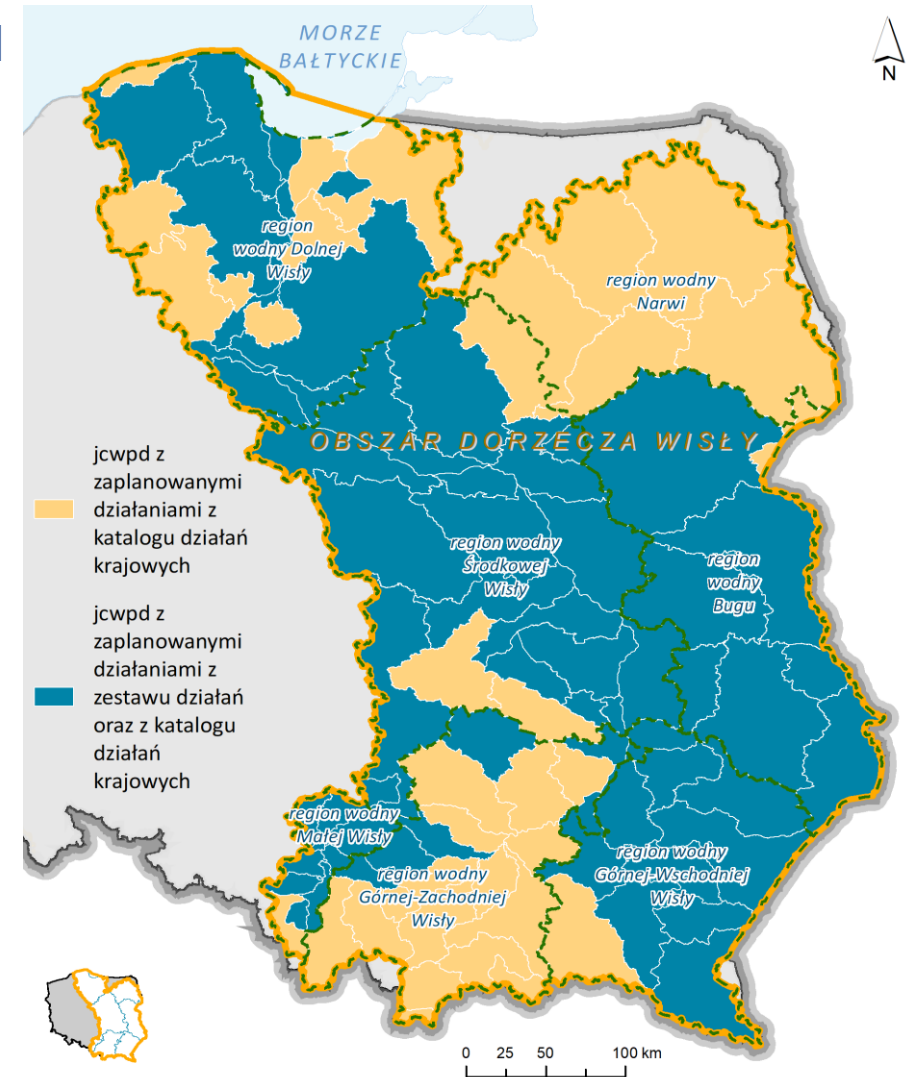 MORZE
BAŁTYCKIE
N
region
wodny Dolnej
Wisły
region wodny
Narwi
OBSZAR DORZECZA WISŁY
jcwpd z
zaplanowanymi
działaniami z
katalogu działań
krajowych
region wodny
Środkowej
Wisły
region
wodny
Bugu
jcwpd z
zaplanowanymi
działaniami z
zestawu działań
oraz z katalogu
działań
krajowych
region wodny
Małej Wisły
region wodny
Górnej-Zachodniej
Wisły
region wodny
Górnej-Wschodniej
Wisły
0 25 50 100 km